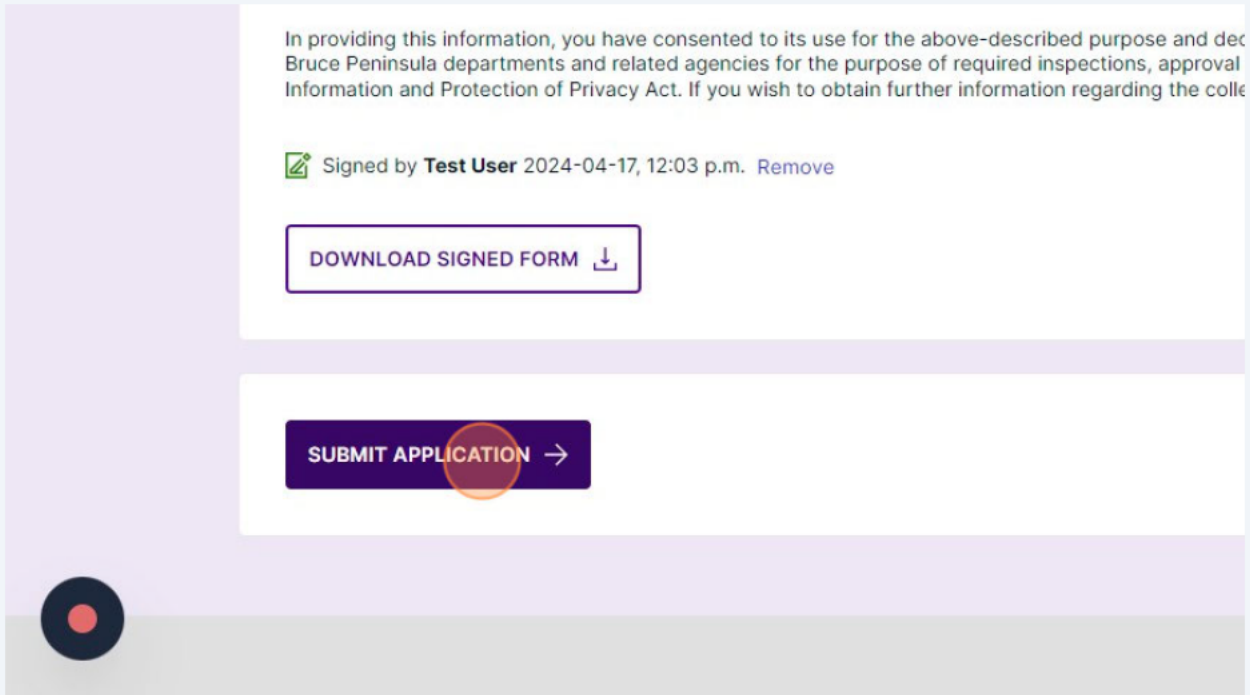 In providing this information, you have consented to its use for the above-described purpose and
Bruce Peninsula departments and related agencies for the purpose of required inspections, approval
Information and Protection of Privacy Act. If you wish to obtain further information regarding the
Signed by Test User 2024-04-17, 12:03 p.m. Remove
DOWNLOAD SIGNED FORM
SUBMIT APPLICATION